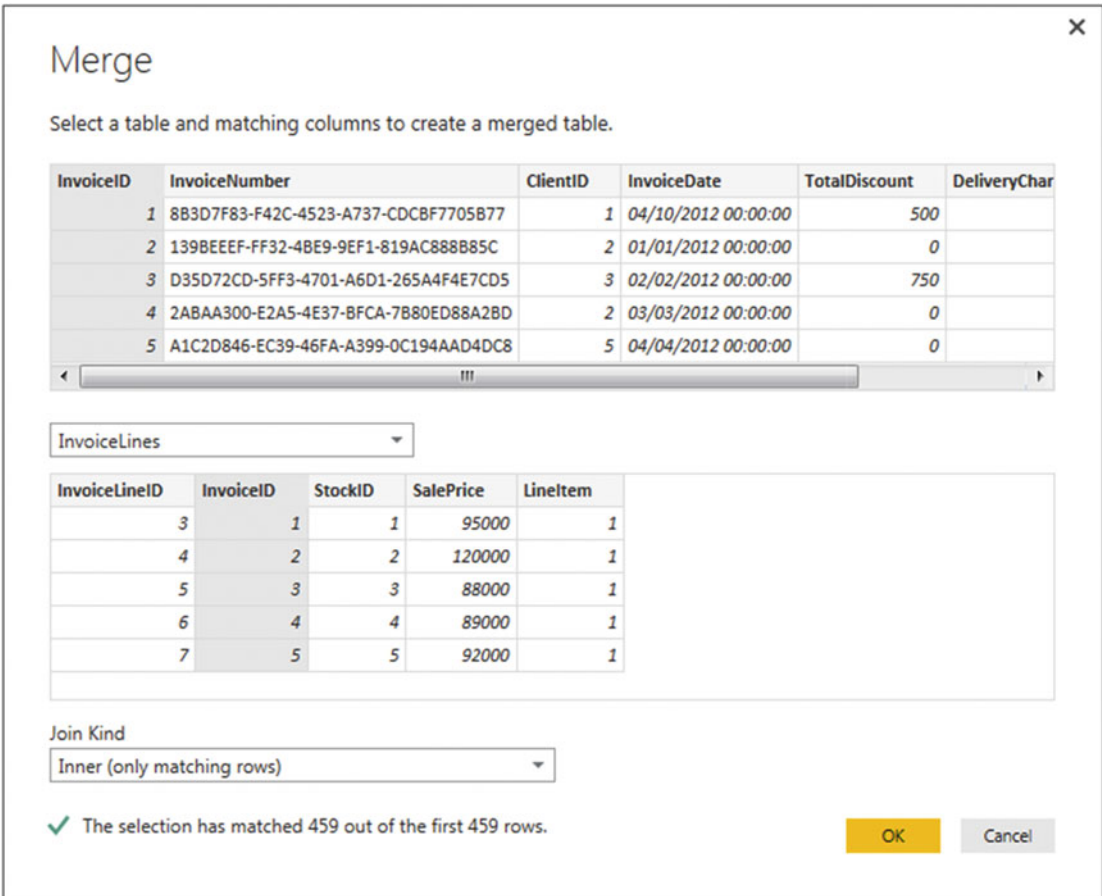 Merge
Select a table and matching columns to create a merged table.
InvoiceID InvoiceNumber ClientID InvoiceDate TotalDiscount DeliveryChar
1 8B3D7F83-F42C-4523-A737-CDCBF7705B77 1 04/10/2012 00:00:00 500
2 139BEEEF-FF32-4BE9-9EF1-819AC888B85C 2 01/01/2012 00:00:00 0
3 D35D72CD-5FF3-4701-A6D1-265A4F4E7CD5 3 02/02/2012 00:00:00 750
4 2ABAA300-E2A5-4E37-BFCA-7B80ED88A2BD 2 03/03/2012 00:00:00 0
5 A1C2D846-EC39-46FA-A399-0C194AAD4DC8 5 04/04/2012 00:00:00 0
InvoiceLines
InvoiceLineID InvoiceID StockID SalePrice LineItem
3 1 1 95000 1
4 2 2 120000 1
5 3 3 88000 1
6 4 4 89000 1
7 5 5 92000 1
Join Kind
Inner (only matching rows)
The selection has matched 459 out of the first 459 rows.
OK Cancel